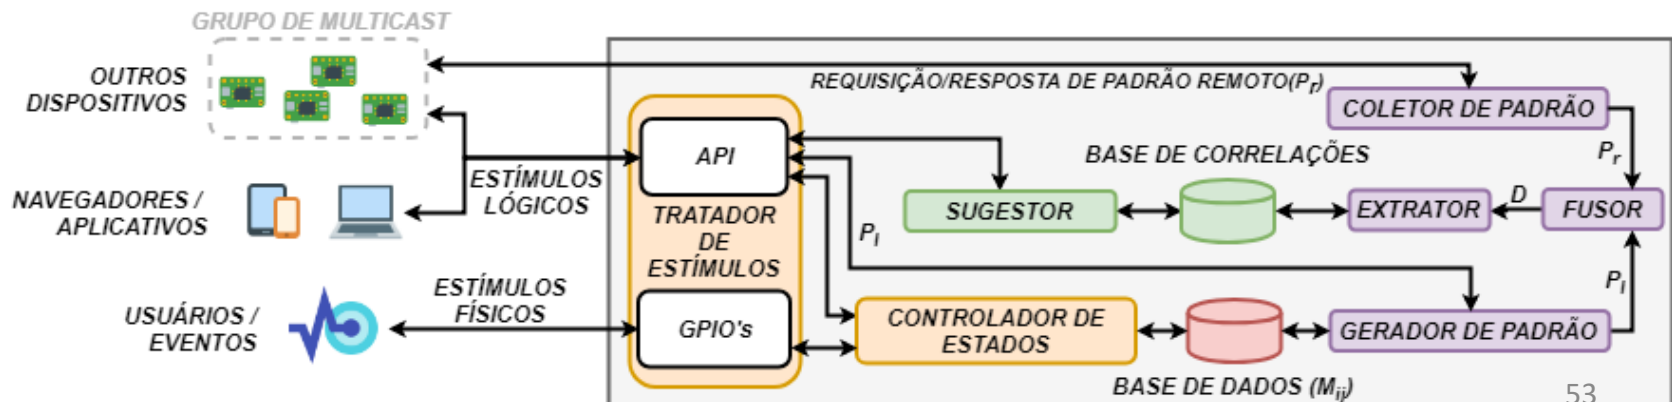 GRUPO DE MULTICAST
OUTROS
DISPOSITIVOS
REQUISIÇÃO/RESPOSTA DE PADRÃO REMOTO(Pr)
COLETOR DE PADRÃO
API
BASE DE CORRELAÇÕES
Pr
ESTÍMULOS
LÓGICOS
NAVEGADORES /
APLICATIVOS
TRATADOR
DE
ESTÍMULOS
SUGESTOR
EXTRATOR
D
FUSOR
Pl
Pl
ESTÍMULOS
FÍSICOS
USUÁRIOS /
EVENTOS
GPIO's
CONTROLADOR DE
ESTADOS
GERADOR DE PADRÃO
BASE DE DADOS (Mij)
53